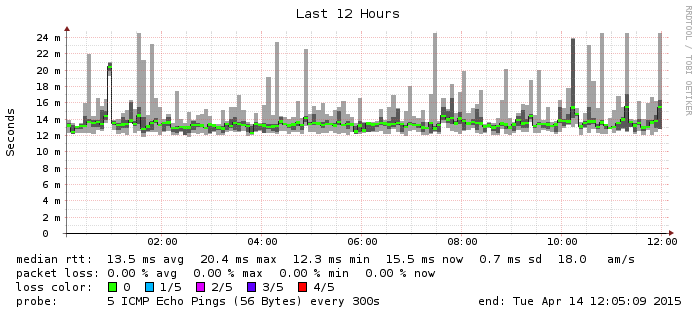 Last 12 Hours
RRDTOOL / TOBI OETIKER
Seconds
24 m
22 m
20 m
18 m
16 m
14 m
12 m
10 m
8 m
6 m
4 m
2 m
0
02:00 04:00 06:00 08:00 10:00 12:00
median rtt: 13.5 ms avg 20.4 ms max 12.3 ms min 15.5 ms now 0.7 ms sd 18.0 am/s
packet loss: 0.00 % avg 0.00 % max 0.00 % min 0.00 % now
loss color: 0 1/5 2/5 3/5 4/5
probe: 5 ICMP Echo Pings (56 Bytes) every 300s end: Tue Apr 14 12:05:09 2015